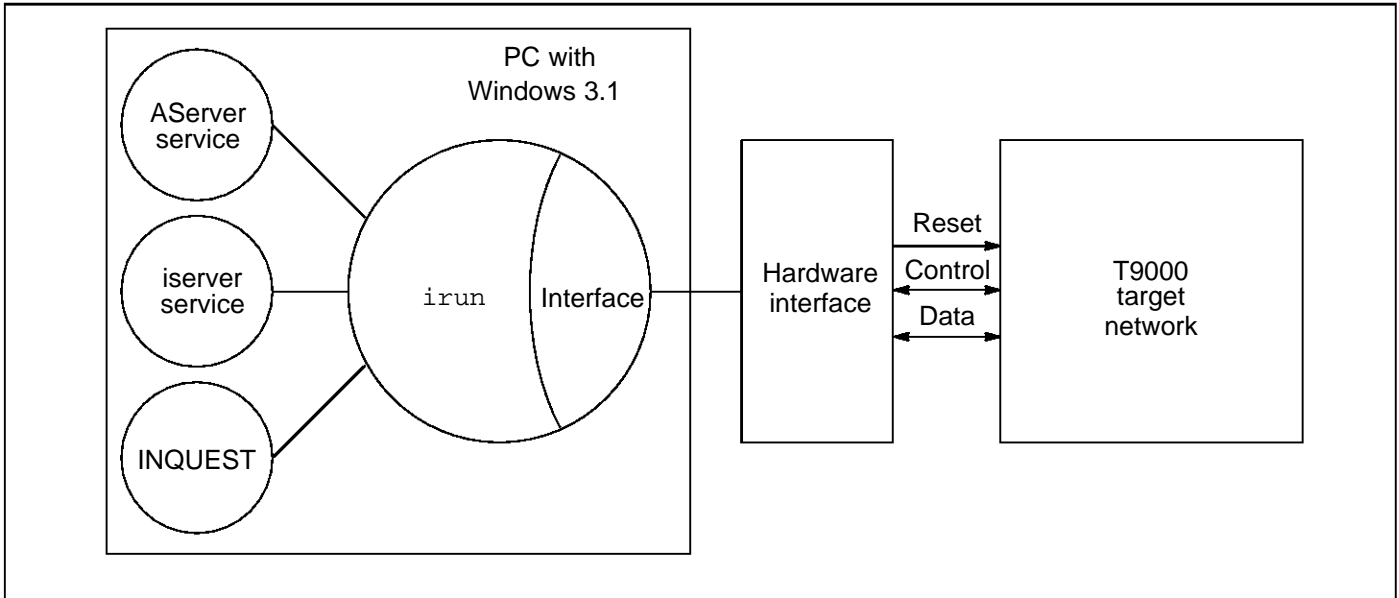 PC with
Windows 3.1
AServer
service
iserver
service
INQUEST
irun
Interface
Hardware
interface
Reset
Control
Data
T9000
target
network